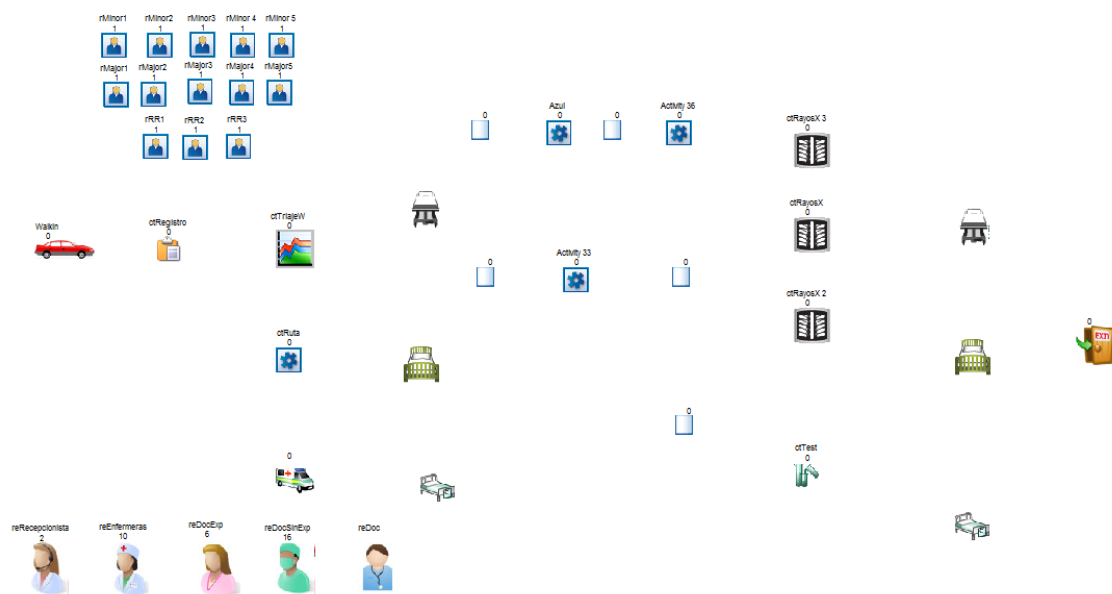 rMinor1 rMinor2 rMinor3 rMinor 4 rMinor 5
1 1 1 1 1
rMajor1 rMajor2 rMajor3 rMajor4 rMajor5
1 1 1 1 1
rRR1 rRR2 rRR3
1 1 1
0 Azul 0 Activity 36
0 0
ctRayosX 3
0
Walkin ctRegistro ctTriajeW
0 0 0
ctRayosX
0
0 Activity 33 0
0
ctRayosX 2
0
ctRuta
0
0
EXIT
0
ctTest
0
0
reRecepcionista reEnfermeras reDocExp reDocSinExp reDoc
2 10 6 16